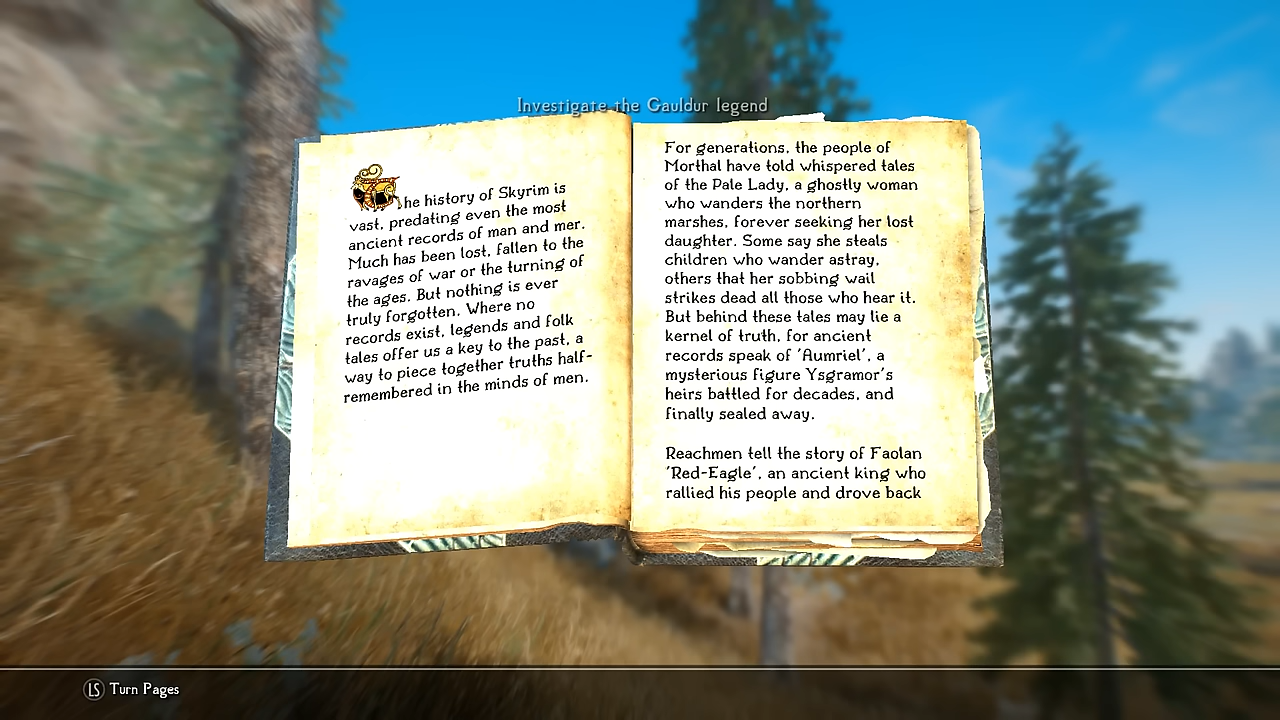 Investigate the Gauldur legend
The history of Skyrim is
vast, predating even the most
ancient records of man and mer.
Much has been lost, fallen to the
ravages of war or the turning of
the ages. But nothing is ever
truly forgotten. Where no
records exist, legends and folk
tales offer us a key to the past, a
way to piece together truths half-
remembered in the minds of men.
For generations, the people of
Morthal have told whispered tales
of the Pale Lady, a ghostly woman
who wanders the northern
marshes, forever seeking her lost
daughter. Some say she steals
children who wander astray,
others that her sobbing wail
strikes dead all those who hear it.
But behind these tales may lie a
kernel of truth, for ancient
records speak of 'Aumriel', a
mysterious figure Ysgramor's
heirs battled for decades, and
finally sealed away.
Reachmen tell the story of Faolan
'Red-Eagle', an ancient king who
rallied his people and drove back
LS Turn Pages